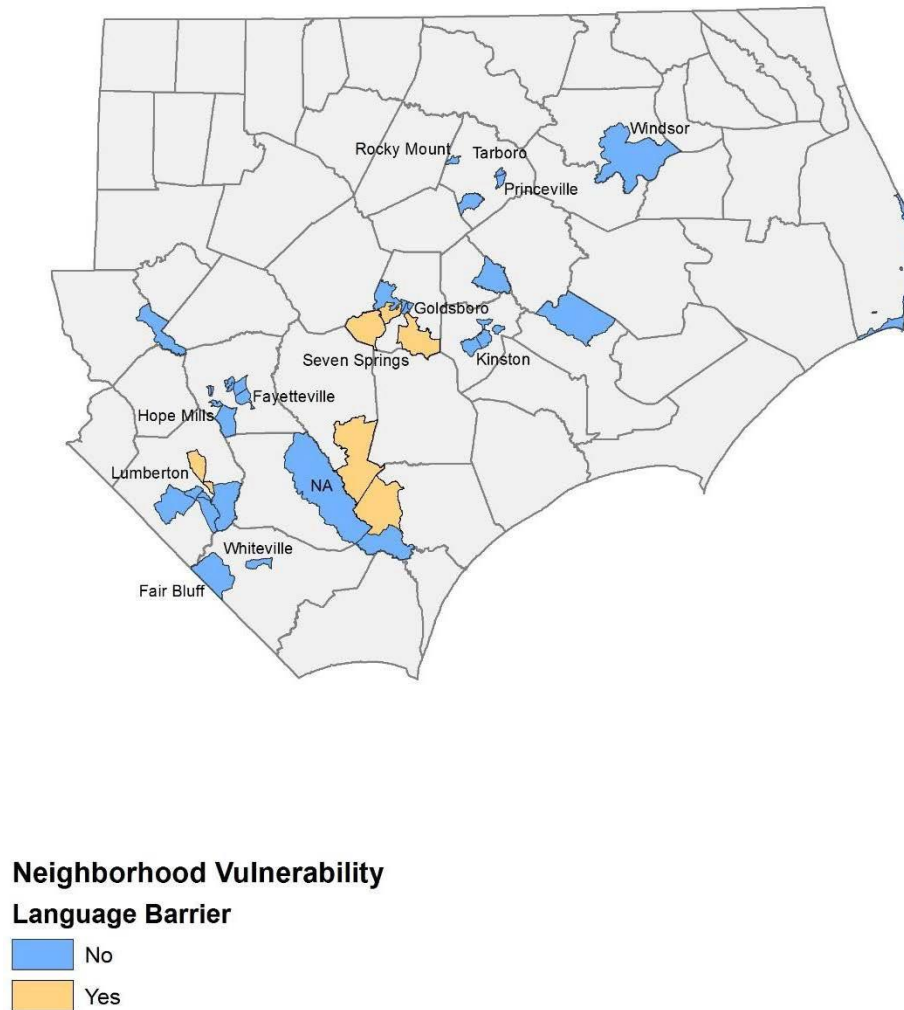 Windsor
Rocky Mount
Tarboro
Princeville
Goldsboro
Seven Springs
Kinston
Fayetteville
Hope Mills
Lumberton
NA
Whiteville
Fair Bluff
Neighborhood Vulnerability
Language Barrier
No
Yes